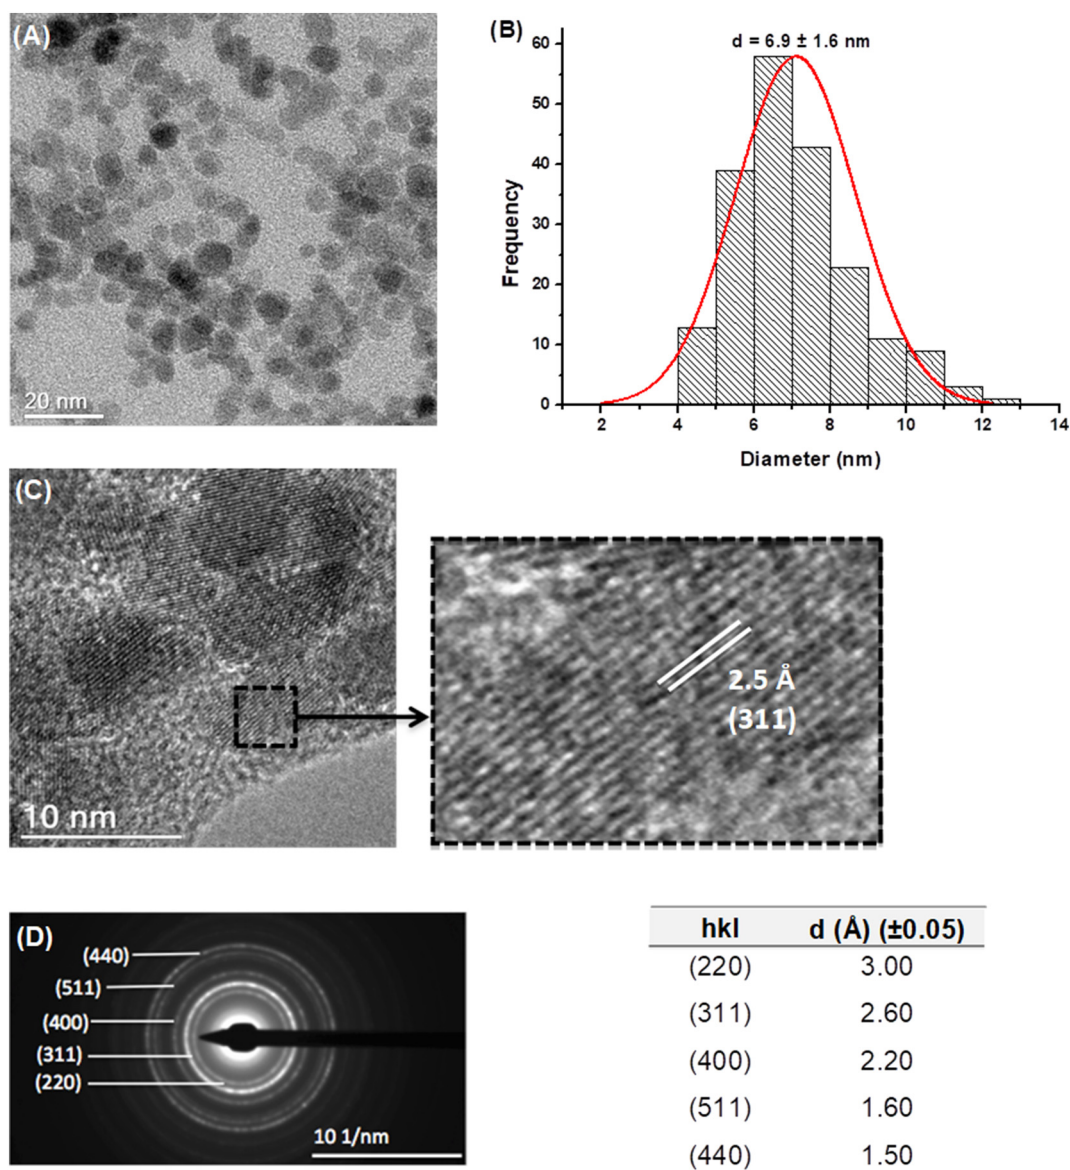 (A)
20 nm
(B)
d = 6.9 ± 1.6 nm
60
50
40
30
20
10
0
Frequency
2 4 6 8 10 12 14
Diameter (nm)
(C)
10 nm
2.5 Å
(311)
(D)
(440)
(511)
(400)
(311)
(220)
10 1/nm
hkl d (Å) (±0.05)
(220) 3.00
(311) 2.60
(400) 2.20
(511) 1.60
(440) 1.50